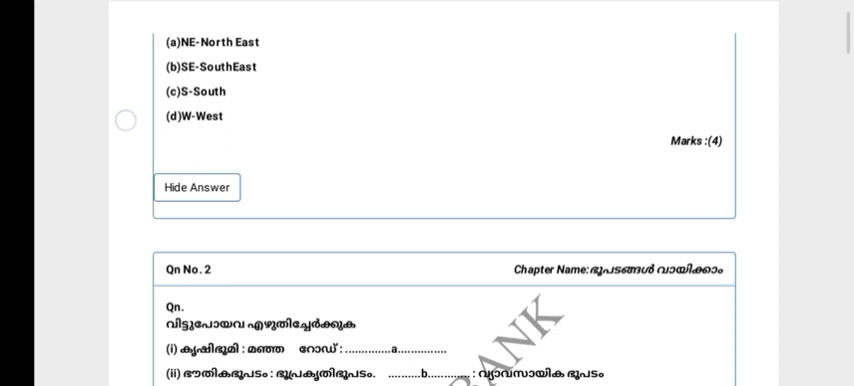 (a)NE-North East
(b)SE-SouthEast
(c)S-South
(d)W-West
Marks :(4)
Hide Answer
Qn No. 2 Chapter Name:ഭൂപടങ്ങൾ വായിക്കാം
Qn.
വിട്ടുപോയവ എഴുതിച്ചേർക്കുക
(i) കൃഷിഭൂമി : മഞ്ഞ റോഡ് : ..............a...............
(ii) ഭൗതികഭൂപടം : ഭൂപ്രകൃതിഭൂപടം. ..........b............. : വ്യാവസായിക ഭൂപടം
BANK